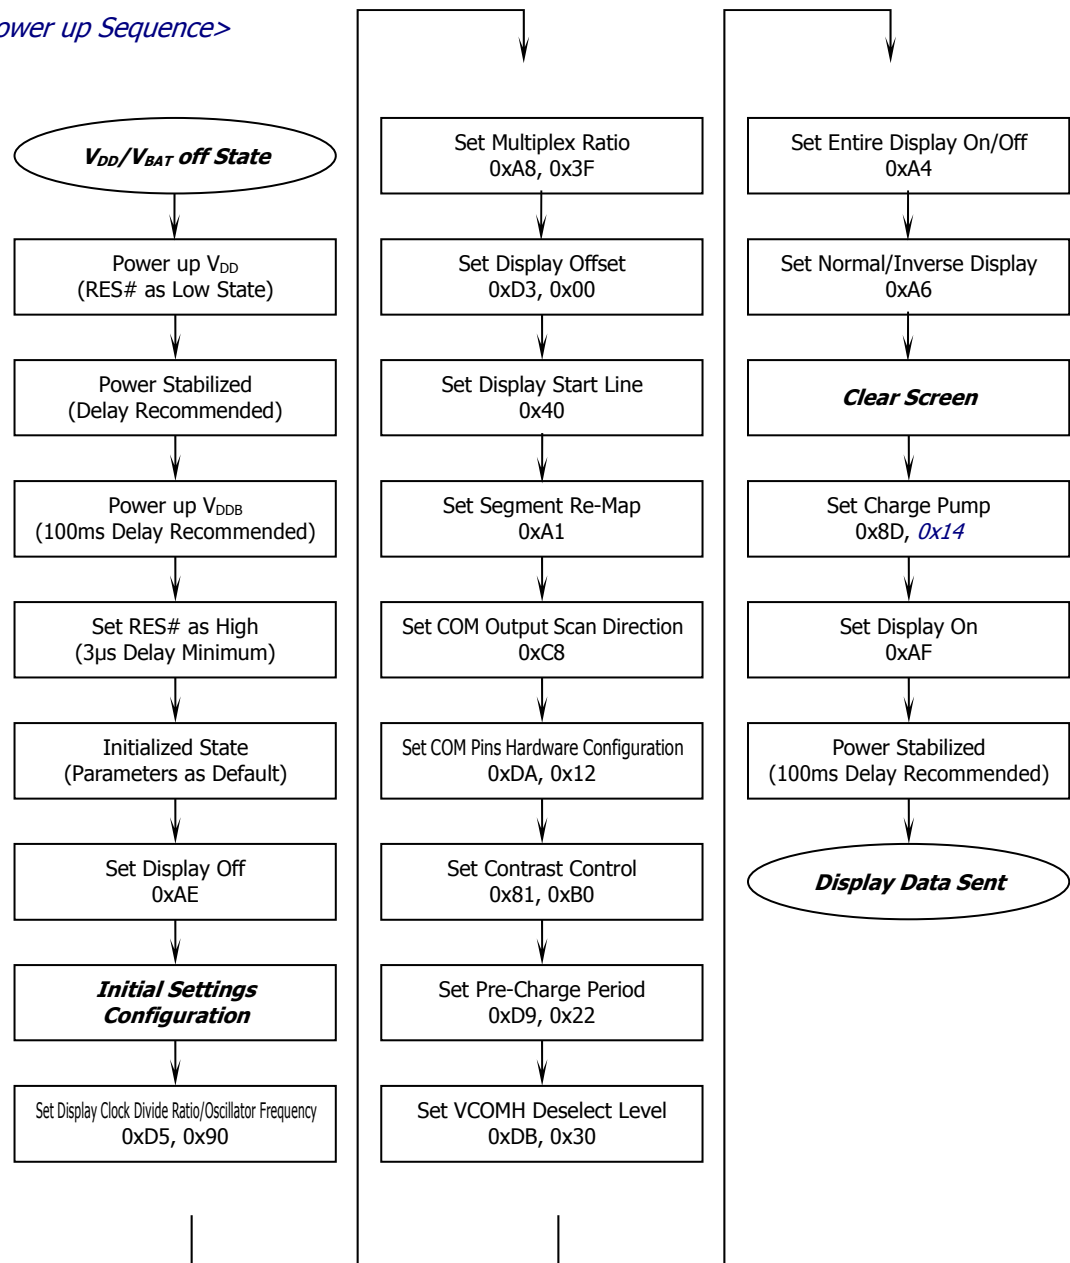 ower up Sequence>
VDD/VBAT off State
Power up VDD
(RES# as Low State)
Power Stabilized
(Delay Recommended)
Power up VDDB
(100ms Delay Recommended)
Set RES# as High
(3μs Delay Minimum)
Initialized State
(Parameters as Default)
Set Display Off
0xAE
Initial Settings
Configuration
Set Display Clock Divide Ratio/Oscillator Frequency
0xD5, 0x90
Set Multiplex Ratio
0xA8, 0x3F
Set Display Offset
0xD3, 0x00
Set Display Start Line
0x40
Set Segment Re-Map
0xA1
Set COM Output Scan Direction
0xC8
Set COM Pins Hardware Configuration
0xDA, 0x12
Set Contrast Control
0x81, 0xB0
Set Pre-Charge Period
0xD9, 0x22
Set VCOMH Deselect Level
0xDB, 0x30
Set Entire Display On/Off
0xA4
Set Normal/Inverse Display
0xA6
Clear Screen
Set Charge Pump
0x8D, 0x14
Set Display On
0xAF
Power Stabilized
(100ms Delay Recommended)
Display Data Sent